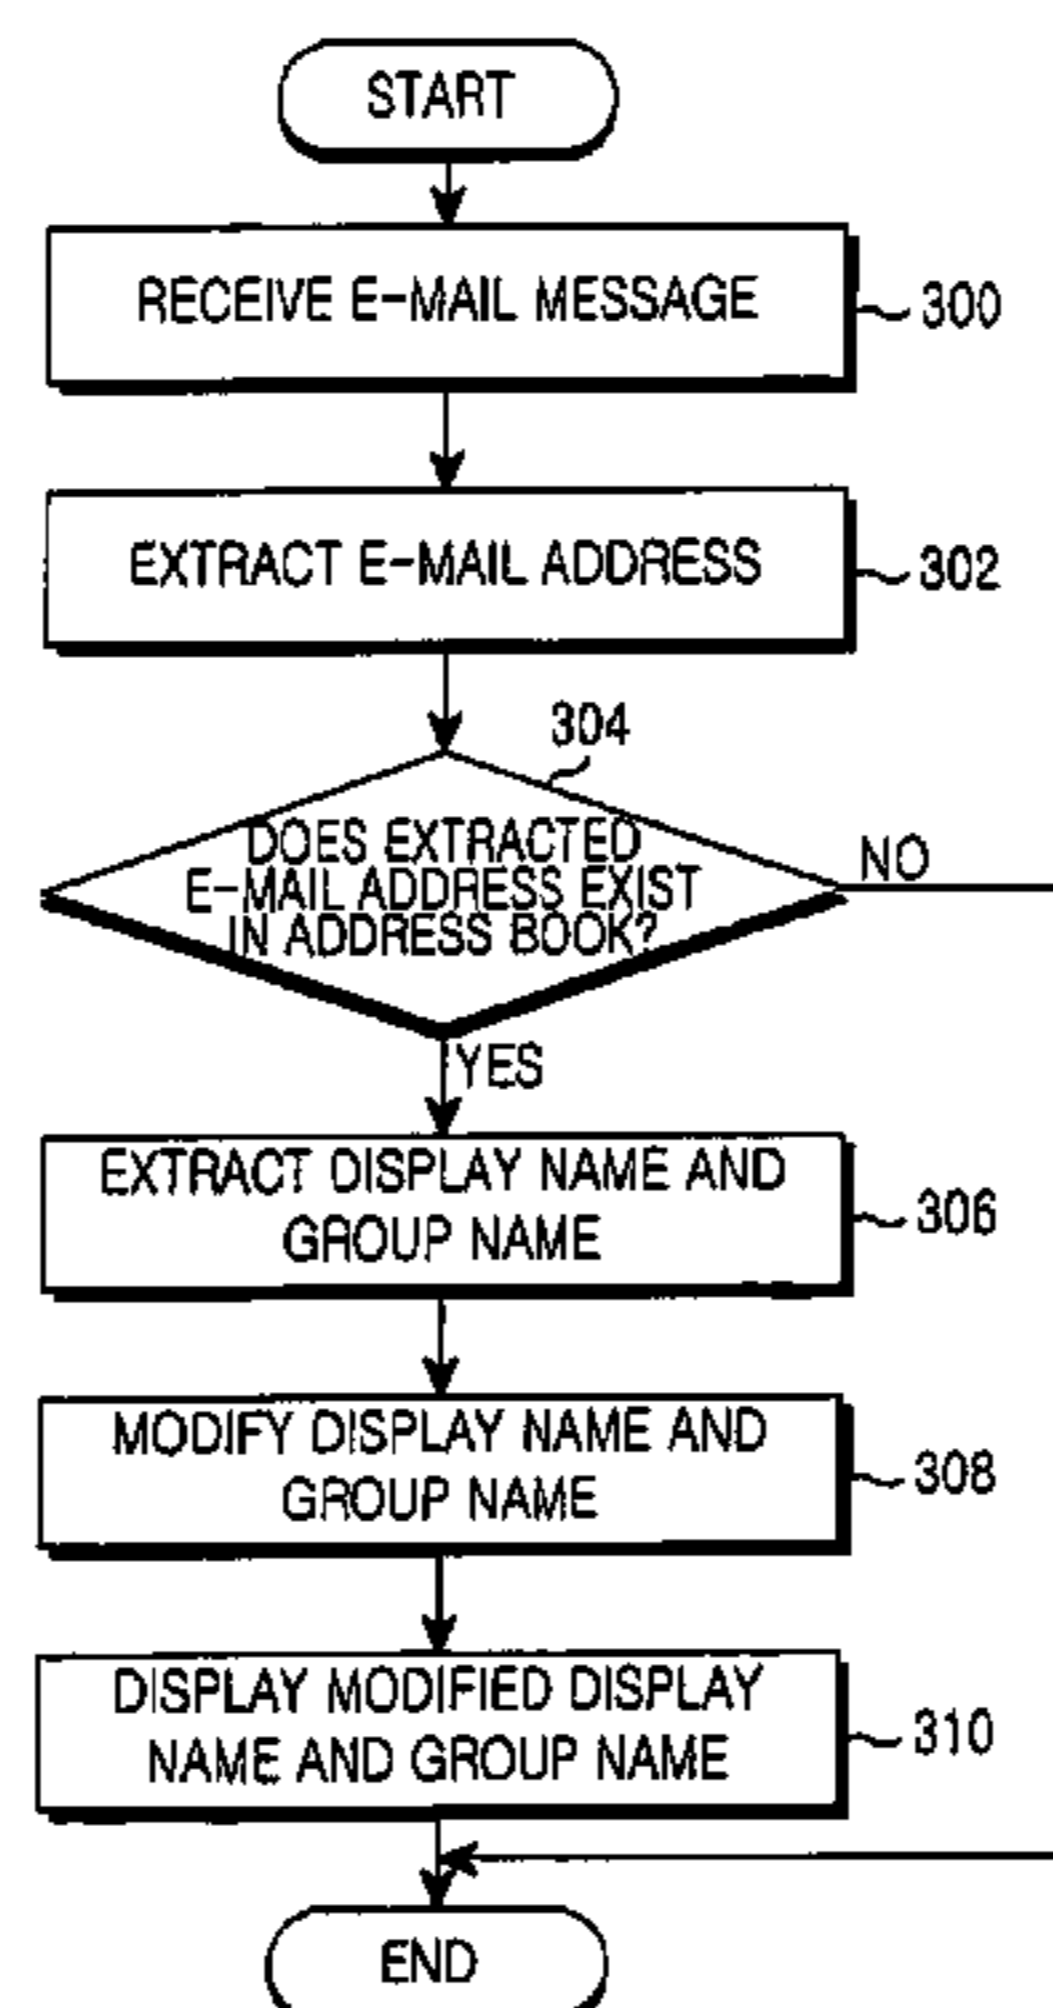 START
RECEIVE E-MAIL MESSAGE
300
EXTRACT E-MAIL ADDRESS
302
304
DOES EXTRACTED
E-MAIL ADDRESS EXIST
IN ADDRESS BOOK?
NO
YES
EXTRACT DISPLAY NAME AND
GROUP NAME
306
MODIFY DISPLAY NAME AND
GROUP NAME
308
DISPLAY MODIFIED DISPLAY
NAME AND GROUP NAME
310
END